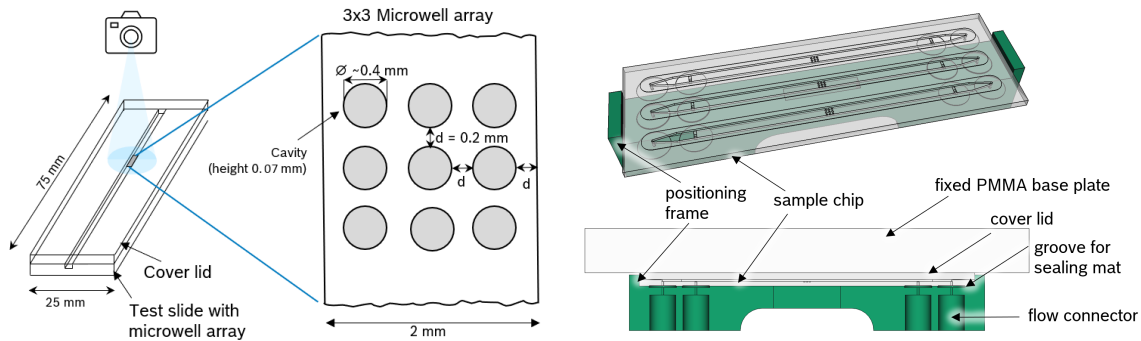 3x3 Microwell array
Ø ~0.4 mm
d = 0.2 mm
Cavity
(height 0.07 mm)
d
d
75 mm
25 mm
Cover lid
Test slide with
microwell array
2 mm
positioning
frame
sample chip
fixed PMMA base plate
cover lid
groove for
sealing mat
flow connector